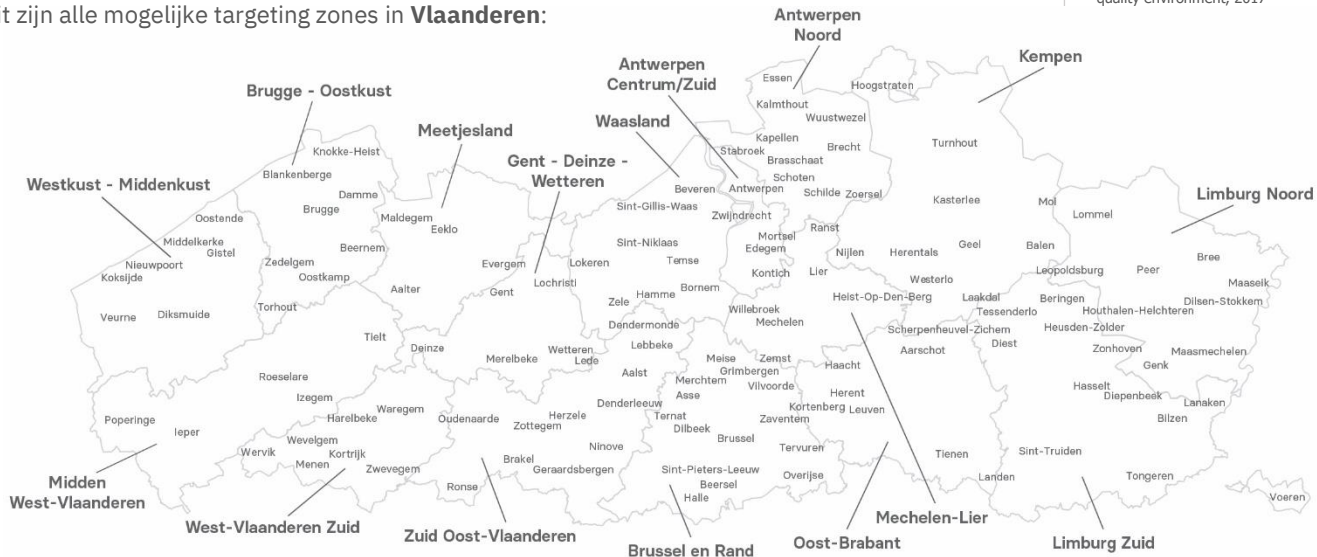 it zijn alle mogelijke targeting zones in Vlaanderen:
quality environment, 2017
Antwerpen
Noord
Kempen
Antwerpen
Centrum/Zuid
Brugge - Oostkust
Waasland
Meetjesland
Gent - Deinze -
Wetteren
Westkust - Middenkust
Limburg Noord
Essen
Hoogstraten
Kalmthout
Wuustwezel
Turnhout
Kapellen
Brecht
Stabroek
Brasschaat
Knokke-Heist
Blankenberge
Schoten
Damme
Beveren
Antwerpen
Schilde
Zoersel
Kasterlee
Mol
Lommel
Brugge
Maldegem
Sint-Gillis-Waas
Zwijndrecht
Oostende
Eeklo
Ranst
Mortsel
Edegem
Middelkerke
Gistel
Beernem
Sint-Niklaas
Nijlen
Herentals
Geel
Balen
Bree
Nieuwpoort
Zedelgem
Evergem
Lokeren
Temse
Kontich
Lier
Leopoldsburg
Peer
Koksijde
Oostkamp
Lochristi
Westerlo
Maaseik
Aalter
Gent
Bornem
Hamme
Zele
Heist-Op-Den-Berg
Laakdal
Beringen
Dilsen-Stokkem
Torhout
Willebroek
Tessenderlo
Houthalen-Helchteren
Veurne
Diksmuide
Mechelen
Dendermonde
Scherpenheuvel-Zichem
Heusden-Zolder
Tielt
Deinze
Lebbeke
Diest
Aarschot
Zonhoven
Maasmechelen
Wetteren
Merelbeke
Lede
Meise
Zemst
Haacht
Genk
Aalst
Grimbergen
Merchtem
Vilvoorde
Roeselare
Asse
Herent
Hasselt
Diepenbeek
Izegem
Denderleeuw
Kortenberg
Leuven
Lanaken
Waregem
Herzele
Ternat
Zaventem
Bilzen
Poperinge
Harelbeke
Oudenaarde
Zottegem
Dilbeek
Ieper
Wevelgem
Ninove
Brussel
Wervik
Kortrijk
Tervuren
Tienen
Sint-Truiden
Menen
Brakel
Zwevegem
Geraardsbergen
Sint-Pieters-Leeuw
Overijse
Landen
Tongeren
Ronse
Beersel
Halle
Voeren
Midden
West-Vlaanderen
West-Vlaanderen Zuid
Zuid Oost-Vlaanderen
Brussel en Rand
Oost-Brabant
Mechelen-Lier
Limburg Zuid